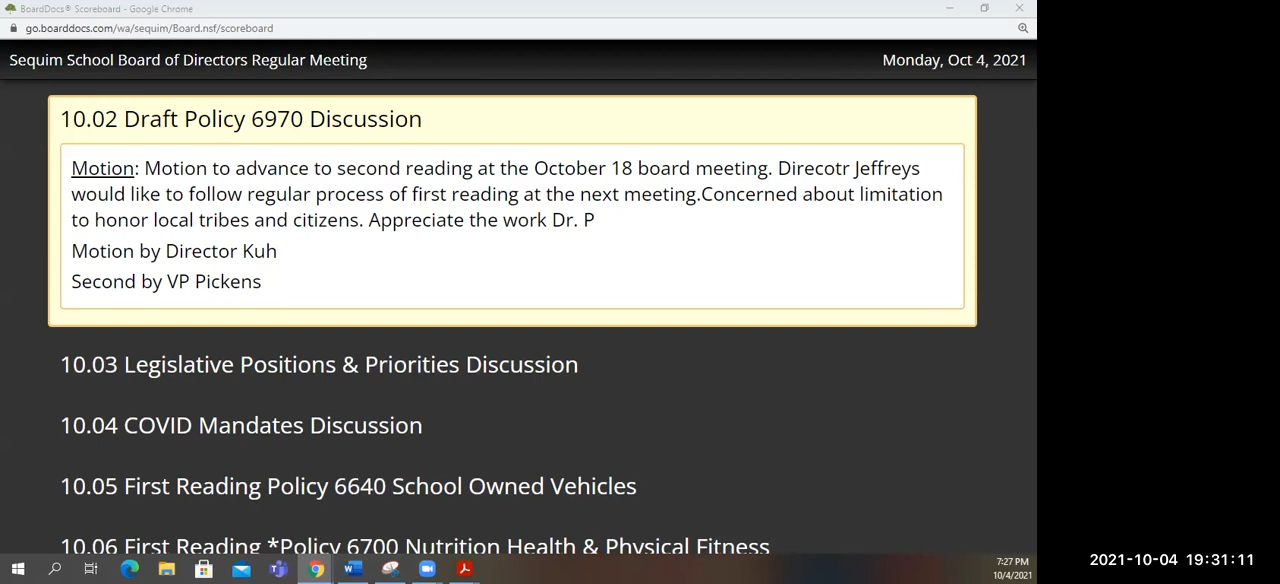 BoardDocs® Scoreboard - Google Chrome
go.boarddocs.com/wa/sequim/Board.nsf/scoreboard
Sequim School Board of Directors Regular Meeting
Monday, Oct 4, 2021
10.02 Draft Policy 6970 Discussion
Motion: Motion to advance to second reading at the October 18 board meeting. Direcotr Jeffreys
would like to follow regular process of first reading at the next meeting.Concerned about limitation
to honor local tribes and citizens. Appreciate the work Dr. P
Motion by Director Kuh
Second by VP Pickens
10.03 Legislative Positions & Priorities Discussion
10.04 COVID Mandates Discussion
10.05 First Reading Policy 6640 School Owned Vehicles
10.06 First Reading *Policy 6700 Nutrition Health & Physical Fitness
7:27 PM
10/4/2021
2021-10-04 19:31:11